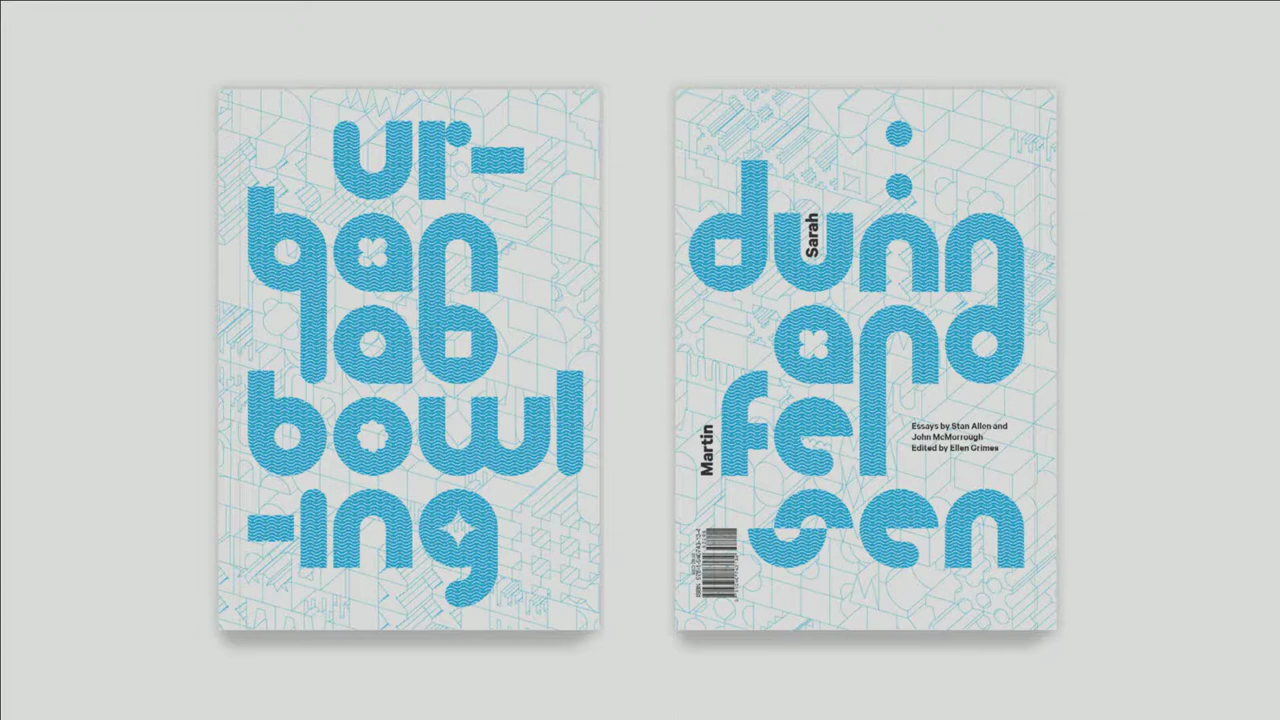 ur-
ban
lab
bowl
-ing
:
Sarah
dunn
and
Martin
fel
sen
Essays by Stan Allen and
John McMorrough
Edited by Ellen Grimes